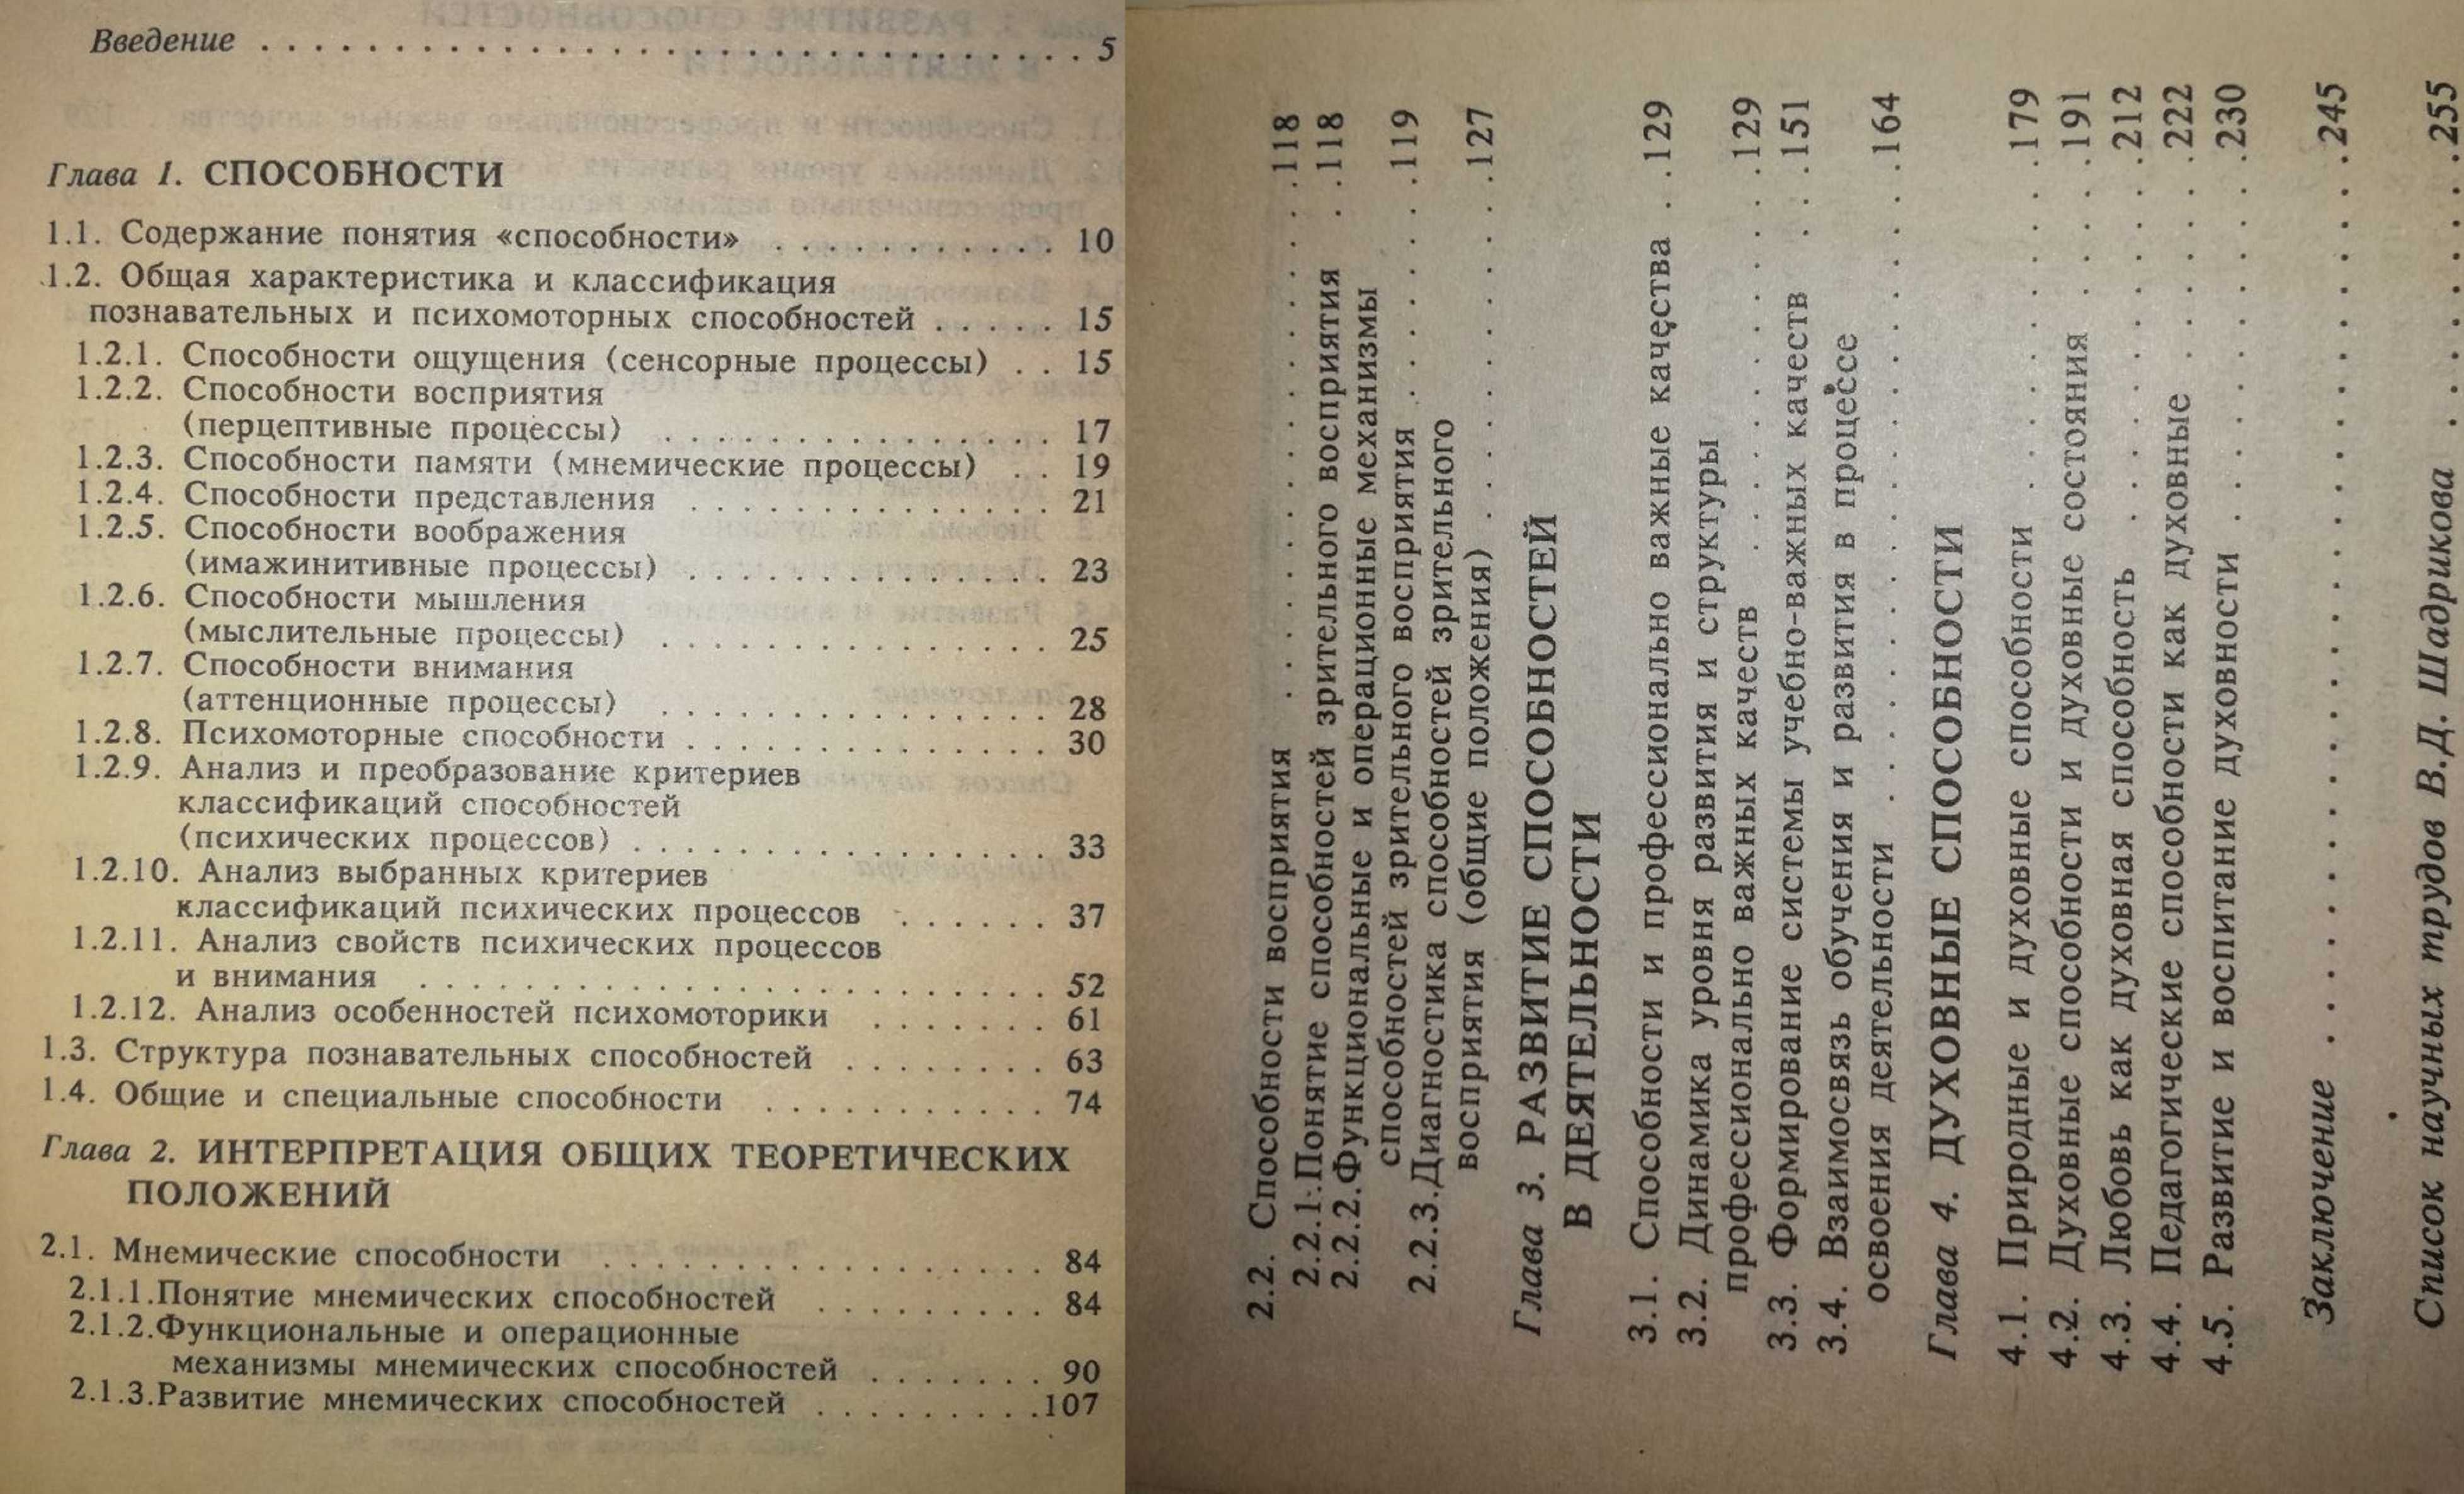 Введение . . . . . . . . . . . . . . . . . . . . . . . . . . . . . . . 5
Глава 1. СПОСОБНОСТИ
1.1. Содержание понятия «способности» . . . . . . . . . . . . 10
1.2. Общая характеристика и классификация
познавательных и психомоторных способностей . . . . . 15
1.2.1. Способности ощущения (сенсорные процессы) . . 15
1.2.2. Способности восприятия
(перцептивные процессы) . . . . . . . . . . . . . . . . . 17
1.2.3. Способности памяти (мнемические процессы) . . 19
1.2.4. Способности представления . . . . . . . . . . . . . . . 21
1.2.5. Способности воображения
(имажинитивные процессы) . . . . . . . . . . . . . . . 23
1.2.6. Способности мышления
(мыслительные процессы) . . . . . . . . . . . . . . . . 25
1.2.7. Способности внимания
(аттенционные процессы) . . . . . . . . . . . . . . . . 28
1.2.8. Психомоторные способности . . . . . . . . . . . . . . . 30
1.2.9. Анализ и преобразование критериев
классификаций способностей
(психических процессов) . . . . . . . . . . . . . . . . . 33
1.2.10. Анализ выбранных критериев
классификаций психических процессов . . . . . . 37
1.2.11. Анализ свойств психических процессов
и внимания . . . . . . . . . . . . . . . . . . . . . . . . . 52
1.2.12. Анализ особенностей психомоторики . . . . . . . 61
1.3. Структура познавательных способностей . . . . . . . . 63
1.4. Общие и специальные способности . . . . . . . . . . . . 74
Глава 2. ИНТЕРПРЕТАЦИЯ ОБЩИХ ТЕОРЕТИЧЕСКИХ
ПОЛОЖЕНИЙ
2.1. Мнемические способности . . . . . . . . . . . . . . . . . 84
2.1.1.Понятие мнемических способностей . . . . . . . . . 84
2.1.2.Функциональные и операционные
механизмы мнемических способностей . . . . . . . 90
2.1.3.Развитие мнемических способностей . . . . . . . . .107
2.2. Способности восприятия . . . . . . . . . . . . . . . . . .118
2.2.1.Понятие способностей зрительного восприятия . .118
2.2.2.Функциональные и операционные механизмы
способностей зрительного восприятия . . . . . . . . .119
2.2.3.Диагностика способностей зрительного
восприятия (общие положения) . . . . . . . . . . . . .127
Глава 3. РАЗВИТИЕ СПОСОБНОСТЕЙ
В ДЕЯТЕЛЬНОСТИ
3.1. Способности и профессионально важные качества . .129
3.2. Динамика уровня развития и структуры
профессионально важных качеств . . . . . . . . . . . . .129
3.3. Формирование системы учебно-важных качеств . . .151
3.4. Взаимосвязь обучения и развития в процессе
освоения деятельности . . . . . . . . . . . . . . . . . . .164
Глава 4. ДУХОВНЫЕ СПОСОБНОСТИ
4.1. Природные и духовные способности . . . . . . . . . . .179
4.2. Духовные способности и духовные состояния . . . . .191
4.3. Любовь как духовная способность . . . . . . . . . . . .212
4.4. Педагогические способности как духовные . . . . . . .222
4.5. Развитие и воспитание духовности . . . . . . . . . . . .230
Заключение . . . . . . . . . . . . . . . . . . . . . . . . . . . .245
Список научных трудов В.Д. Шадрикова . . . . . . . . . .255